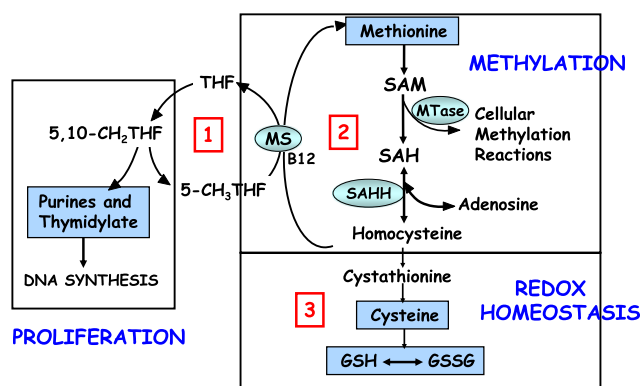 Methionine
METHYLATION
THF
SAM
MTase
Cellular
Methylation
Reactions
1
2
5,10-CH₂THF
MS
B12
SAH
5-CH₃THF
SAHH
Adenosine
Purines and
Thymidylate
Homocysteine
DNA SYNTHESIS
Cystathionine
REDOX
HOMEOSTASIS
3
Cysteine
PROLIFERATION
GSH
GSSG